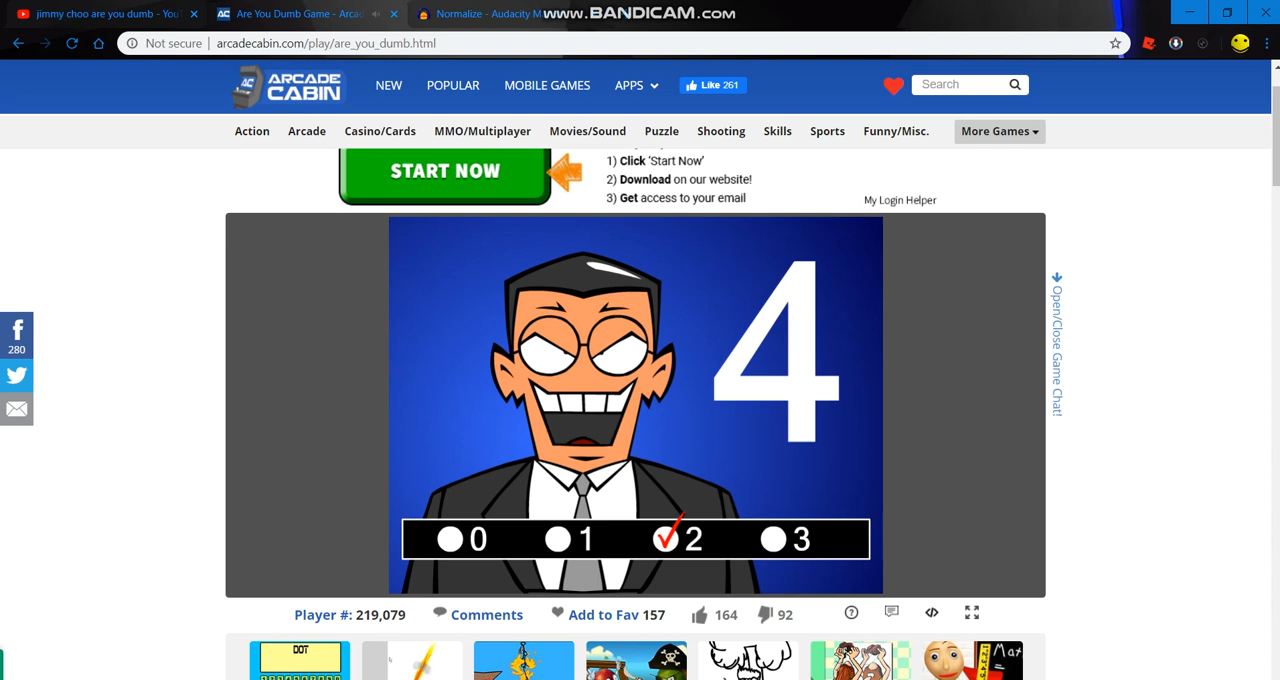 jimmy choo are you dumb - You
Are You Dumb Game - Arcad
Normalize - Audacity M
www.BANDICAM.com
Not secure | arcadecabin.com/play/are_you_dumb.html
AC
ARCADE
CABIN
NEW
POPULAR
MOBILE GAMES
APPS
Like 261
Search
Action
Arcade
Casino/Cards
MMO/Multiplayer
Movies/Sound
Puzzle
Shooting
Skills
Sports
Funny/Misc.
More Games
START NOW
1) Click 'Start Now'
2) Download on our website!
3) Get access to your email
My Login Helper
4
0 1 2 3
Open/Close Game Chat!
280
Player #: 219,079
Comments
Add to Fav 157
164
92
DOT